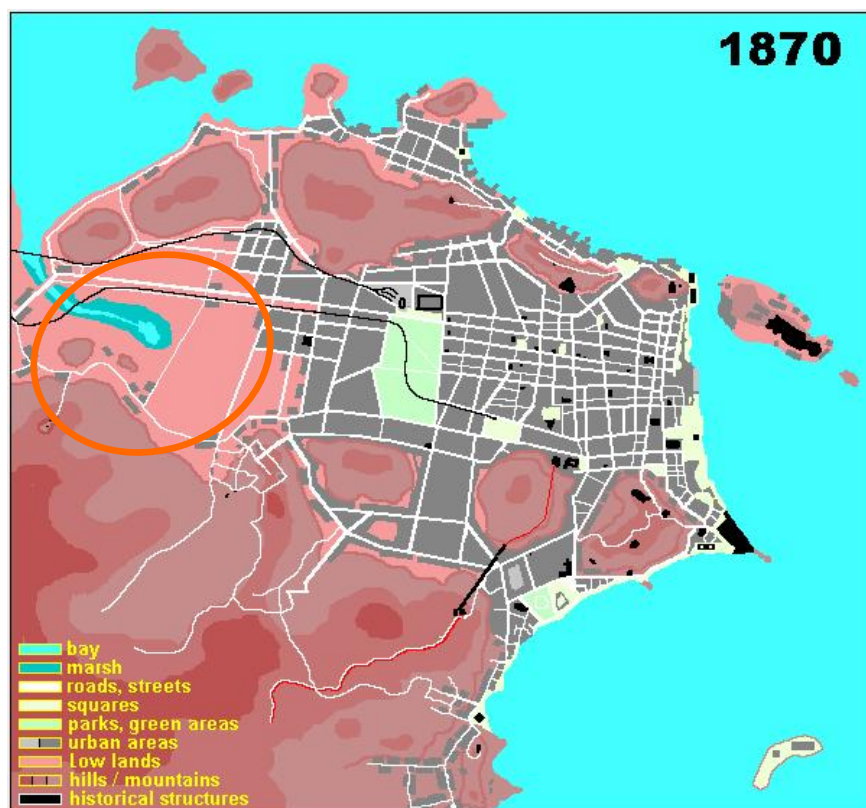 1870
bay
marsh
roads, streets
squares
parks, green areas
urban areas
Low lands
hills / mountains
historical structures